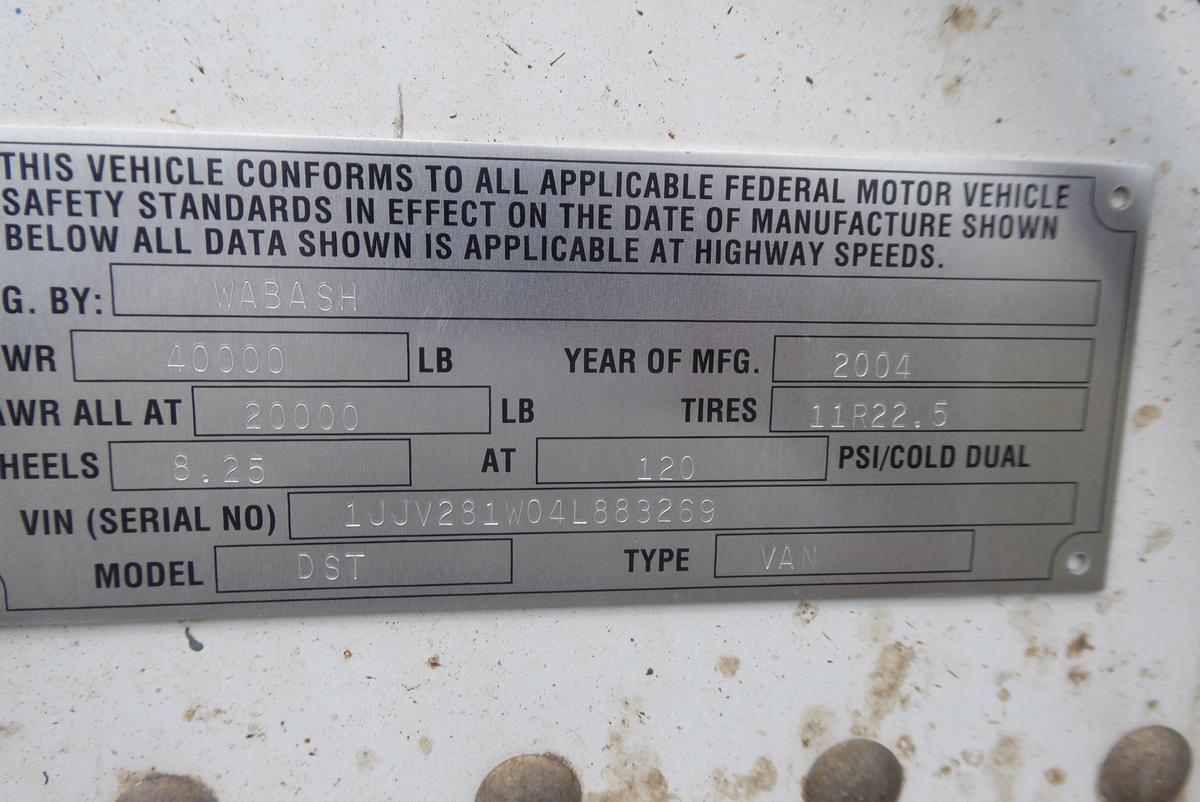 THIS VEHICLE CONFORMS TO ALL APPLICABLE FEDERAL MOTOR VEHICLE
SAFETY STANDARDS IN EFFECT ON THE DATE OF MANUFACTURE SHOWN
BELOW ALL DATA SHOWN IS APPLICABLE AT HIGHWAY SPEEDS.
G. BY: WABASH
WR 40000 LB YEAR OF MFG. 2004
AWR ALL AT 20000 LB TIRES 11R22.5
HEELS 8.25 AT 120 PSI/COLD DUAL
VIN (SERIAL NO) 1JJV281W04L883269
MODEL DST TYPE VAN